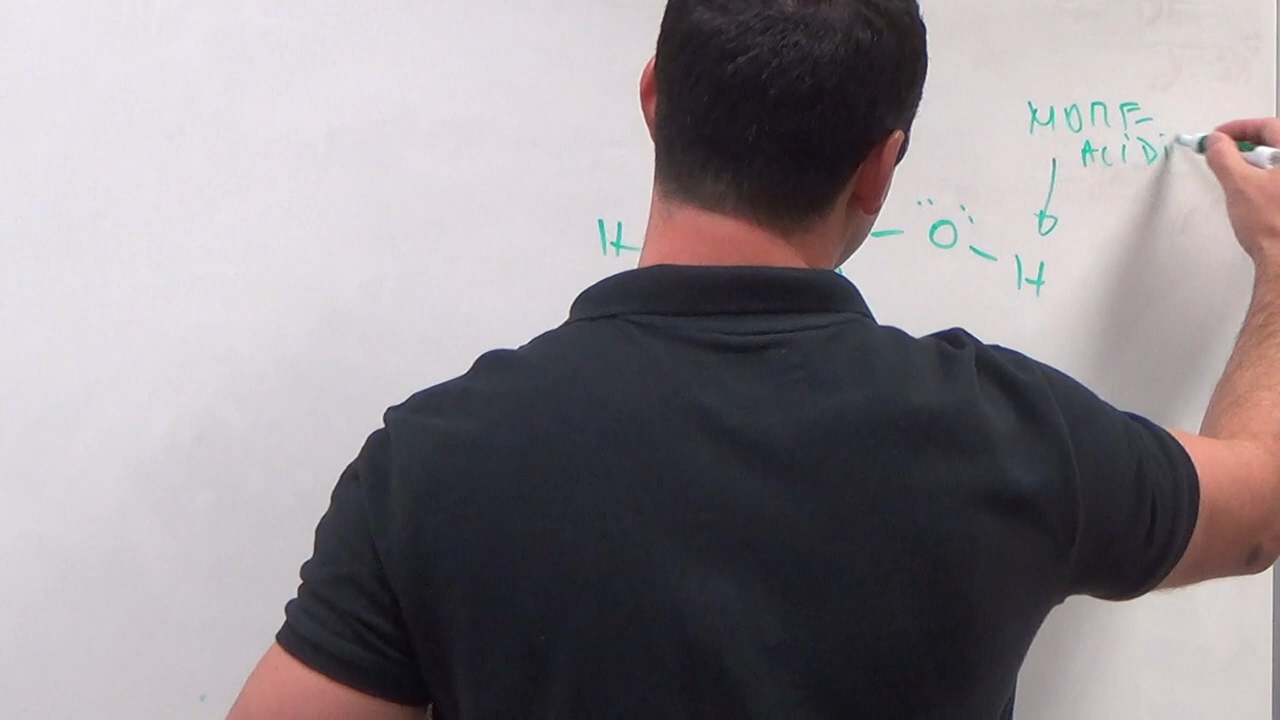 MORE
ACIDI
H – O – H